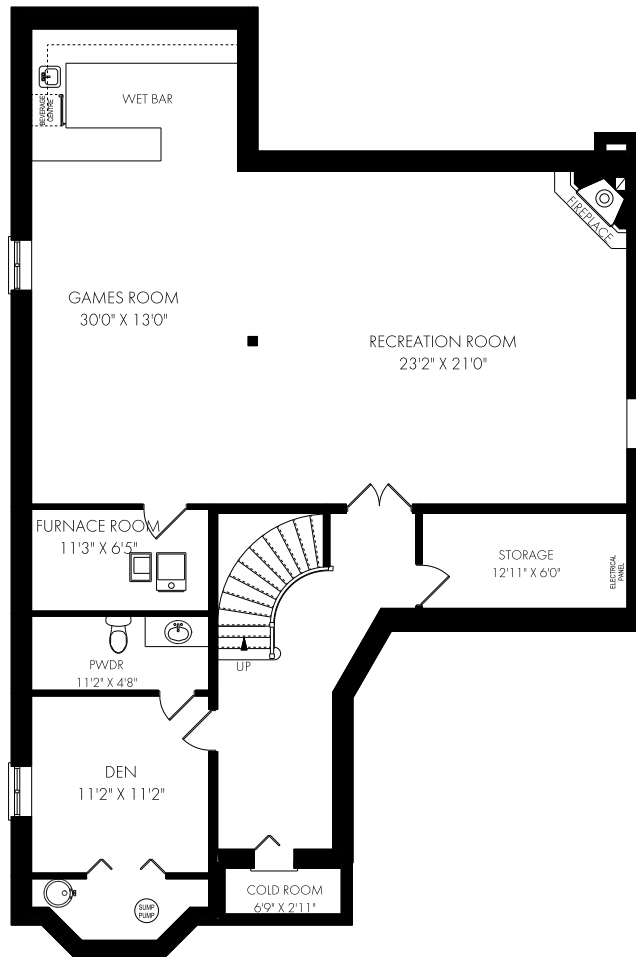 WET BAR
BEVERAGE
CENTRE
FIREPLACE
GAMES ROOM
30'0" X 13'0"
RECREATION ROOM
23'2" X 21'0"
FURNACE ROOM
11'3" X 6'5"
STORAGE
12'11" X 6'0"
ELECTRICAL
PANEL
UP
PWDR
11'2" X 4'8"
DEN
11'2" X 11'2"
COLD ROOM
6'9" X 2'11"
SUMP
PUMP